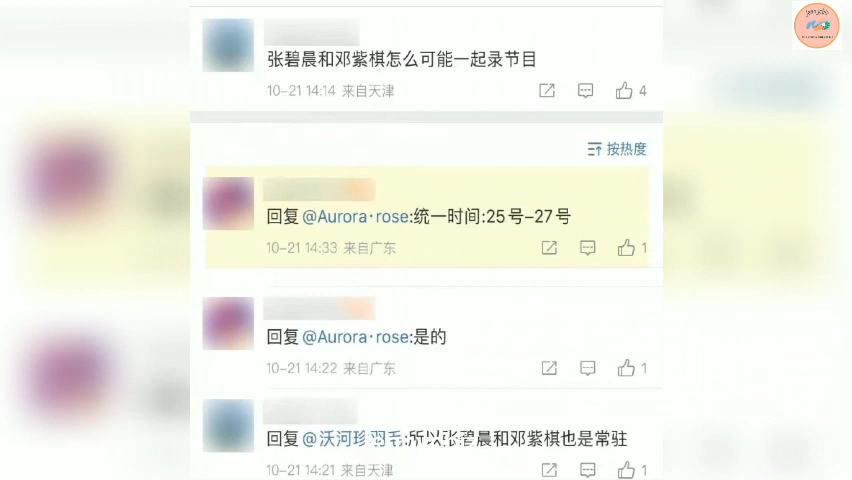 张碧晨和邓紫棋怎么可能一起录节目
10-21 14:14 来自天津
4
按热度
回复@Aurora·rose:统一时间:25号–27号
10-21 14:33 来自广东
1
回复@Aurora·rose:是的
10-21 14:22 来自广东
1
回复@沃河珍羽毛:所以张碧晨和邓紫棋也是常驻
10-21 14:21 来自天津
1